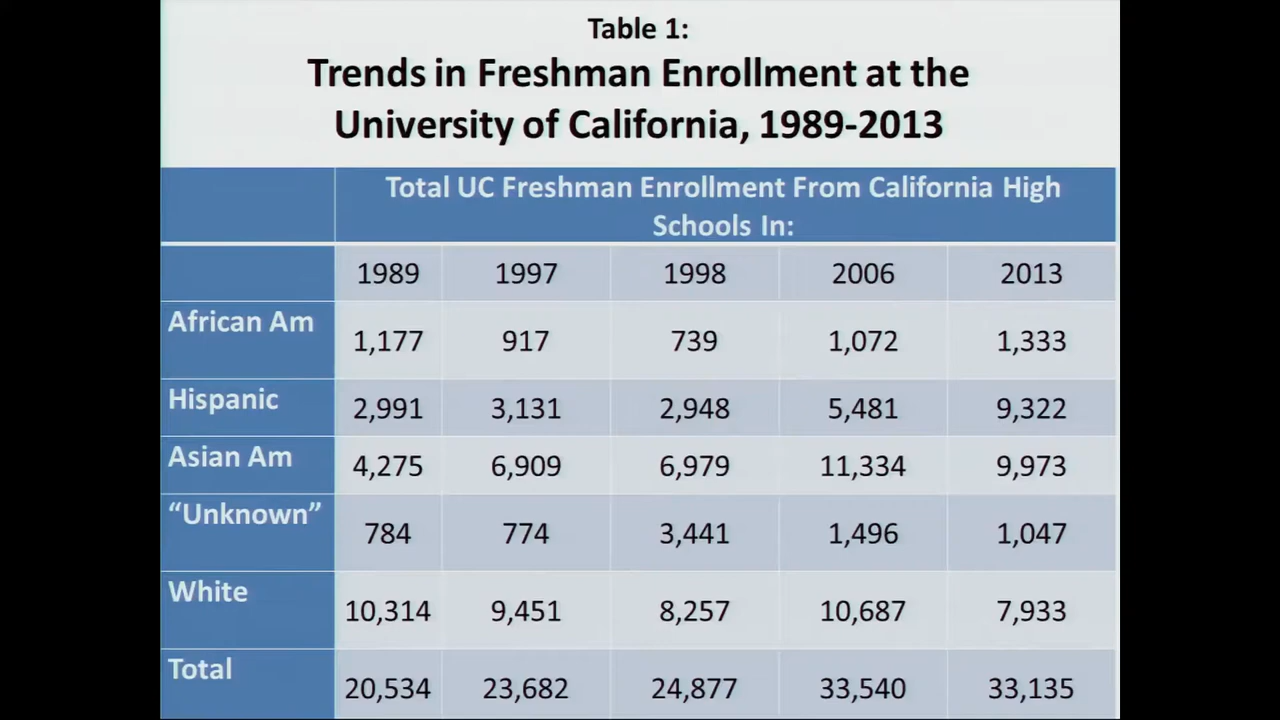 Table 1:
Trends in Freshman Enrollment at the
University of California, 1989-2013
Total UC Freshman Enrollment From California High
Schools In:
1989 1997 1998 2006 2013
African Am 1,177 917 739 1,072 1,333
Hispanic 2,991 3,131 2,948 5,481 9,322
Asian Am 4,275 6,909 6,979 11,334 9,973
“Unknown” 784 774 3,441 1,496 1,047
White 10,314 9,451 8,257 10,687 7,933
Total 20,534 23,682 24,877 33,540 33,135